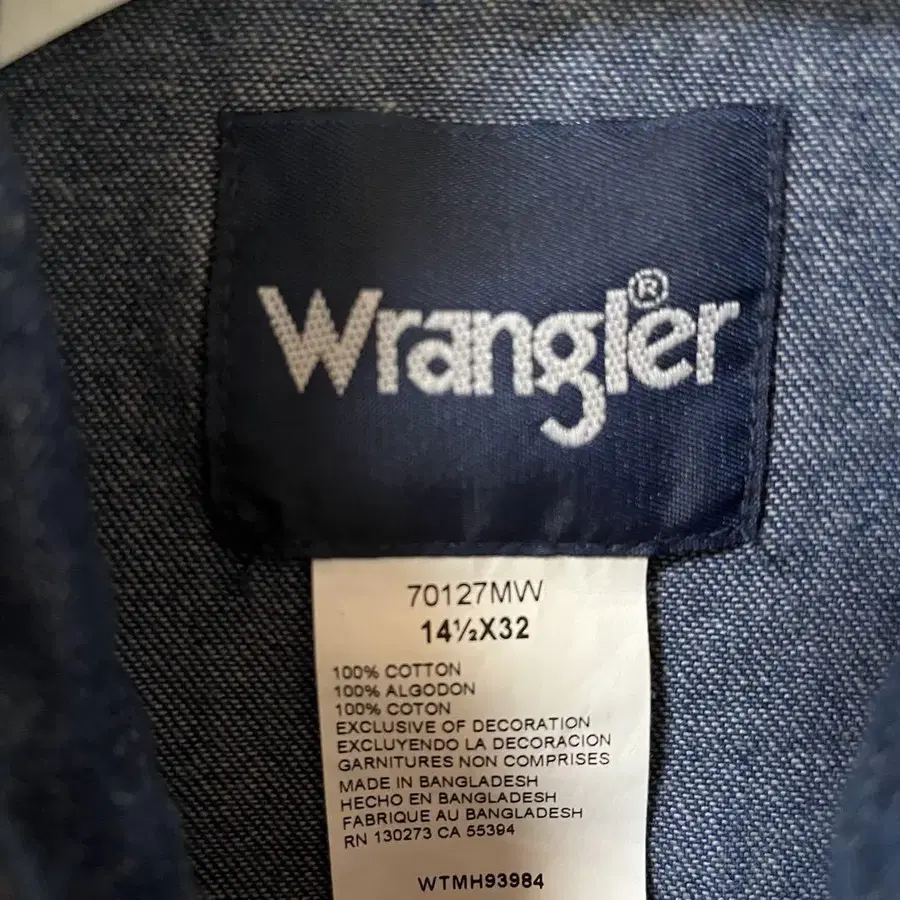 Wrangler®
70127MW
14½X32
100% COTTON
100% ALGODON
100% COTON
EXCLUSIVE OF DECORATION
EXCLUYENDO LA DECORACION
GARNITURES NON COMPRISES
MADE IN BANGLADESH
HECHO EN BANGLADESH
FABRIQUE AU BANGLADESH
RN 130273 CA 55394
WTMH93984